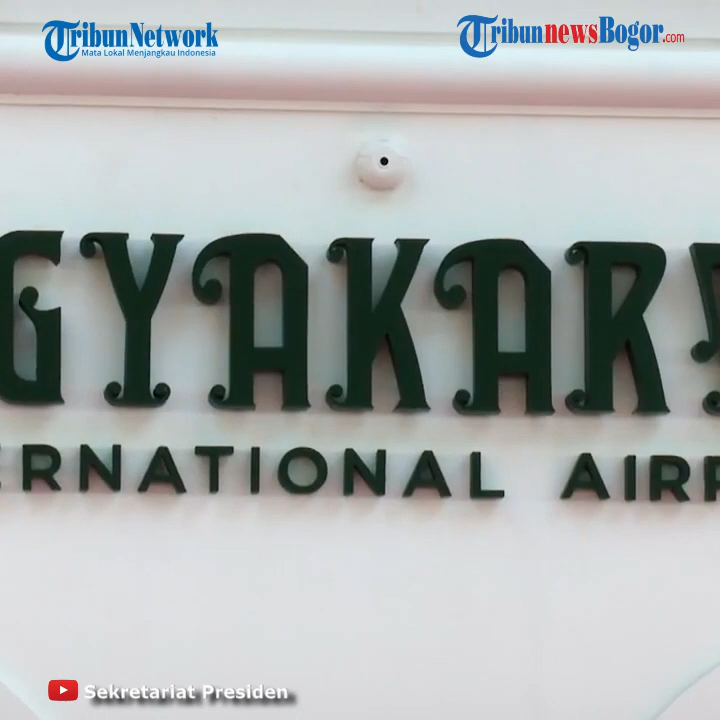 TribunNetwork
Mata Lokal Menjangkau Indonesia
TribunnewsBogor.com
GYAKAR
ERNATIONAL AIRP
Sekretariat Presiden